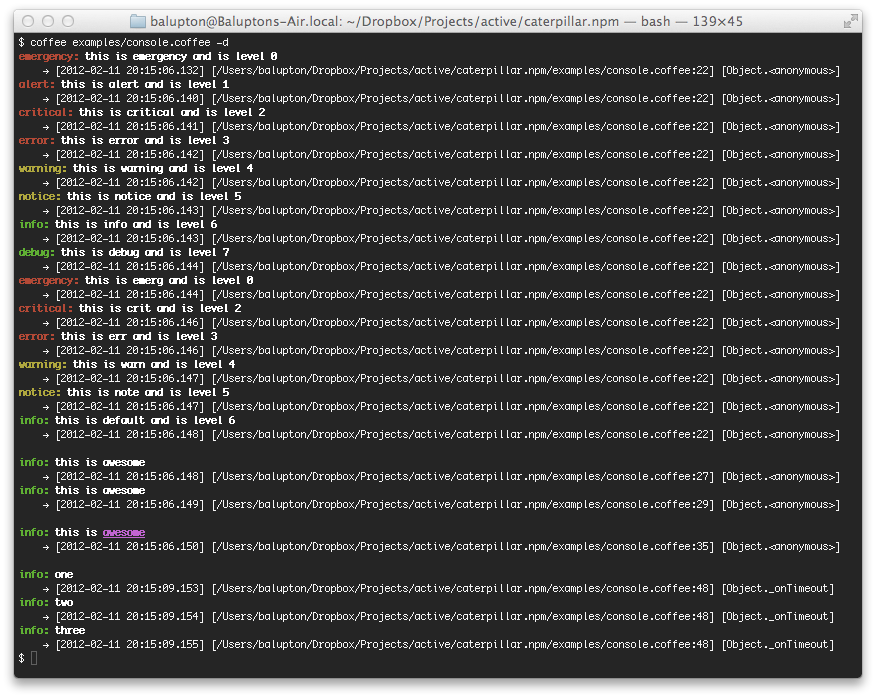 balupton@Baluptons-Air.local: ~/Dropbox/Projects/active/caterpillar.npm — bash — 139×45
$ coffee examples/console.coffee -d
emergency: this is emergency and is level 0
→ [2012-02-11 20:15:06.132] [/Users/balupton/Dropbox/Projects/active/caterpillar.npm/examples/console.coffee:22] [Object.<anonymous>]
alert: this is alert and is level 1
→ [2012-02-11 20:15:06.140] [/Users/balupton/Dropbox/Projects/active/caterpillar.npm/examples/console.coffee:22] [Object.<anonymous>]
critical: this is critical and is level 2
→ [2012-02-11 20:15:06.141] [/Users/balupton/Dropbox/Projects/active/caterpillar.npm/examples/console.coffee:22] [Object.<anonymous>]
error: this is error and is level 3
→ [2012-02-11 20:15:06.142] [/Users/balupton/Dropbox/Projects/active/caterpillar.npm/examples/console.coffee:22] [Object.<anonymous>]
warning: this is warning and is level 4
→ [2012-02-11 20:15:06.142] [/Users/balupton/Dropbox/Projects/active/caterpillar.npm/examples/console.coffee:22] [Object.<anonymous>]
notice: this is notice and is level 5
→ [2012-02-11 20:15:06.143] [/Users/balupton/Dropbox/Projects/active/caterpillar.npm/examples/console.coffee:22] [Object.<anonymous>]
info: this is info and is level 6
→ [2012-02-11 20:15:06.143] [/Users/balupton/Dropbox/Projects/active/caterpillar.npm/examples/console.coffee:22] [Object.<anonymous>]
debug: this is debug and is level 7
→ [2012-02-11 20:15:06.144] [/Users/balupton/Dropbox/Projects/active/caterpillar.npm/examples/console.coffee:22] [Object.<anonymous>]
emergency: this is emerg and is level 0
→ [2012-02-11 20:15:06.144] [/Users/balupton/Dropbox/Projects/active/caterpillar.npm/examples/console.coffee:22] [Object.<anonymous>]
critical: this is crit and is level 2
→ [2012-02-11 20:15:06.146] [/Users/balupton/Dropbox/Projects/active/caterpillar.npm/examples/console.coffee:22] [Object.<anonymous>]
error: this is err and is level 3
→ [2012-02-11 20:15:06.146] [/Users/balupton/Dropbox/Projects/active/caterpillar.npm/examples/console.coffee:22] [Object.<anonymous>]
warning: this is warn and is level 4
→ [2012-02-11 20:15:06.147] [/Users/balupton/Dropbox/Projects/active/caterpillar.npm/examples/console.coffee:22] [Object.<anonymous>]
notice: this is note and is level 5
→ [2012-02-11 20:15:06.147] [/Users/balupton/Dropbox/Projects/active/caterpillar.npm/examples/console.coffee:22] [Object.<anonymous>]
info: this is default and is level 6
→ [2012-02-11 20:15:06.148] [/Users/balupton/Dropbox/Projects/active/caterpillar.npm/examples/console.coffee:22] [Object.<anonymous>]
info: this is awesome
→ [2012-02-11 20:15:06.148] [/Users/balupton/Dropbox/Projects/active/caterpillar.npm/examples/console.coffee:27] [Object.<anonymous>]
info: this is awesome
→ [2012-02-11 20:15:06.149] [/Users/balupton/Dropbox/Projects/active/caterpillar.npm/examples/console.coffee:29] [Object.<anonymous>]
info: this is awesome
→ [2012-02-11 20:15:06.150] [/Users/balupton/Dropbox/Projects/active/caterpillar.npm/examples/console.coffee:35] [Object.<anonymous>]
info: one
→ [2012-02-11 20:15:09.153] [/Users/balupton/Dropbox/Projects/active/caterpillar.npm/examples/console.coffee:48] [Object._onTimeout]
info: two
→ [2012-02-11 20:15:09.154] [/Users/balupton/Dropbox/Projects/active/caterpillar.npm/examples/console.coffee:48] [Object._onTimeout]
info: three
→ [2012-02-11 20:15:09.155] [/Users/balupton/Dropbox/Projects/active/caterpillar.npm/examples/console.coffee:48] [Object._onTimeout]
$